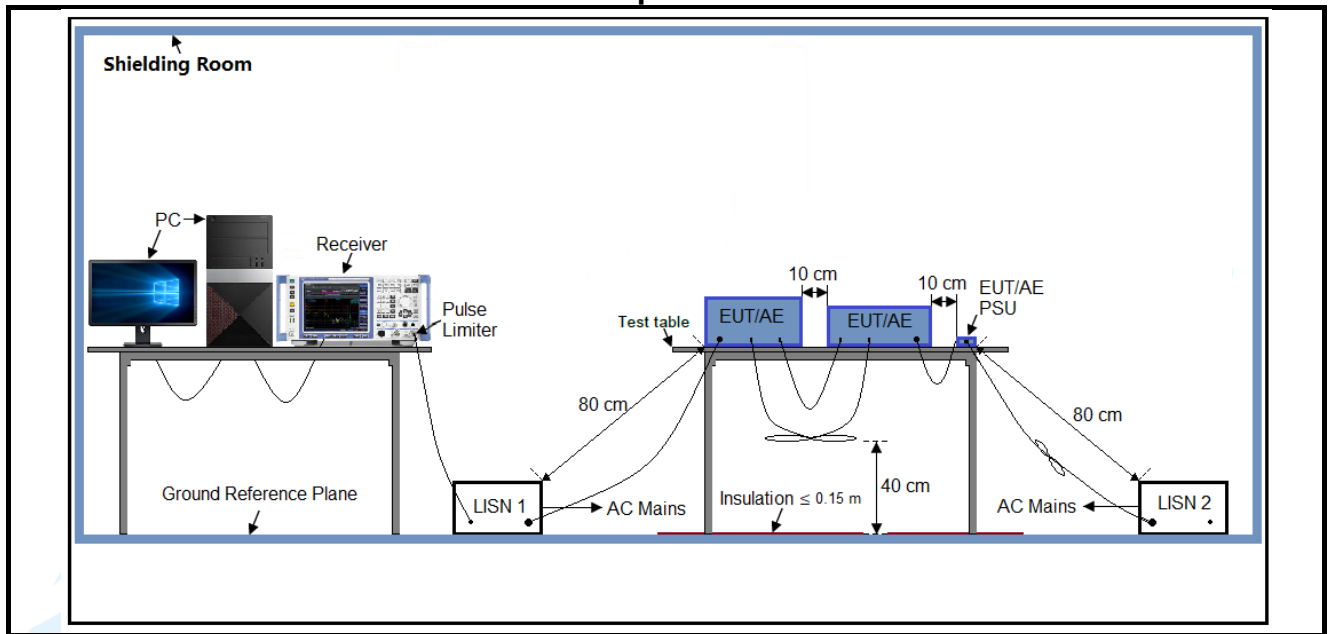 Shielding Room
PC
Receiver
Pulse
Limiter
10 cm
10 cm
EUT/AE
PSU
Test table
EUT/AE
EUT/AE
80 cm
80 cm
40 cm
Ground Reference Plane
LISN 1
AC Mains
Insulation ≤ 0.15 m
AC Mains
LISN 2